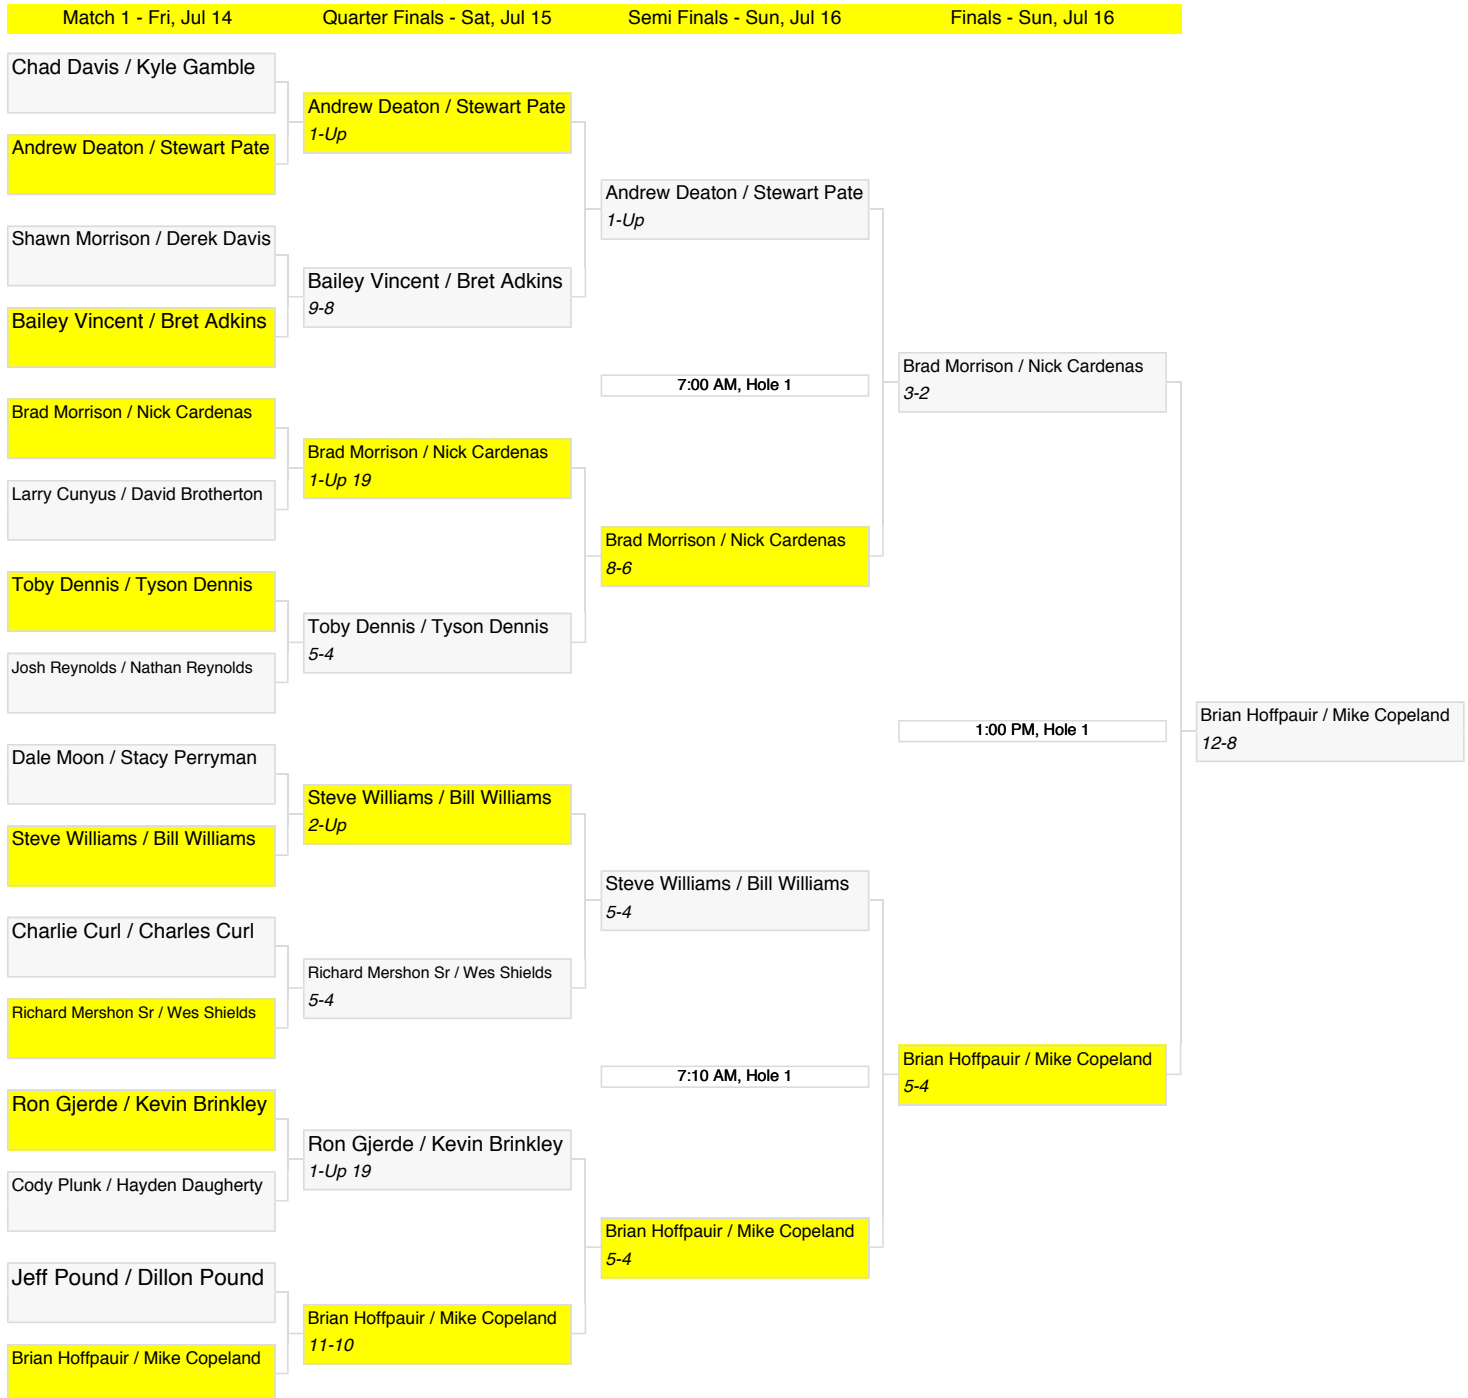 Match 1 - Fri, Jul 14
Quarter Finals - Sat, Jul 15
Semi Finals - Sun, Jul 16
Finals - Sun, Jul 16
Chad Davis / Kyle Gamble
Andrew Deaton / Stewart Pate
Shawn Morrison / Derek Davis
Bailey Vincent / Bret Adkins
Brad Morrison / Nick Cardenas
Larry Cunyus / David Brotherton
Toby Dennis / Tyson Dennis
Josh Reynolds / Nathan Reynolds
Dale Moon / Stacy Perryman
Steve Williams / Bill Williams
Charlie Curl / Charles Curl
Richard Mershon Sr / Wes Shields
Ron Gjerde / Kevin Brinkley
Cody Plunk / Hayden Daugherty
Jeff Pound / Dillon Pound
Brian Hoffpauir / Mike Copeland
Andrew Deaton / Stewart Pate
1-Up
Bailey Vincent / Bret Adkins
9-8
Brad Morrison / Nick Cardenas
1-Up 19
Toby Dennis / Tyson Dennis
5-4
Steve Williams / Bill Williams
2-Up
Richard Mershon Sr / Wes Shields
5-4
Ron Gjerde / Kevin Brinkley
1-Up 19
Brian Hoffpauir / Mike Copeland
11-10
Andrew Deaton / Stewart Pate
1-Up
7:00 AM, Hole 1
Brad Morrison / Nick Cardenas
8-6
Steve Williams / Bill Williams
5-4
7:10 AM, Hole 1
Brian Hoffpauir / Mike Copeland
5-4
Brad Morrison / Nick Cardenas
3-2
1:00 PM, Hole 1
Brian Hoffpauir / Mike Copeland
5-4
Brian Hoffpauir / Mike Copeland
12-8